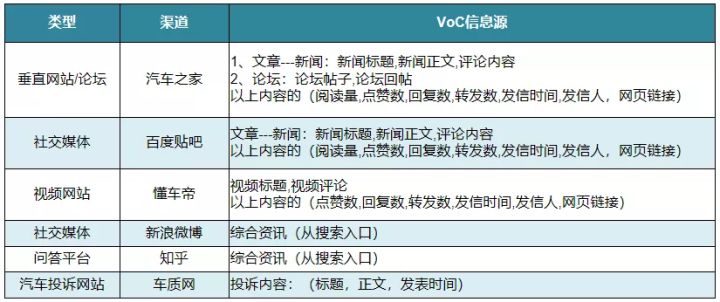 类型 渠道 VoC信息源
垂直网站/论坛 汽车之家 1、文章---新闻：新闻标题,新闻正文,评论内容
2、论坛：论坛帖子,论坛回帖
以上内容的（阅读量,点赞数,回复数,转发数,发信时间,发信人，网页链接）
社交媒体 百度贴吧 文章---新闻：新闻标题,新闻正文,评论内容
以上内容的（阅读量,点赞数,回复数,转发数,发信时间,发信人，网页链接）
视频网站 懂车帝 视频标题,视频评论
以上内容的（点赞数,回复数,转发数,发信时间,发信人,网页链接）
社交媒体 新浪微博 综合资讯（从搜索入口）
问答平台 知乎 综合资讯（从搜索入口）
汽车投诉网站 车质网 投诉内容：（标题，正文，发表时间）